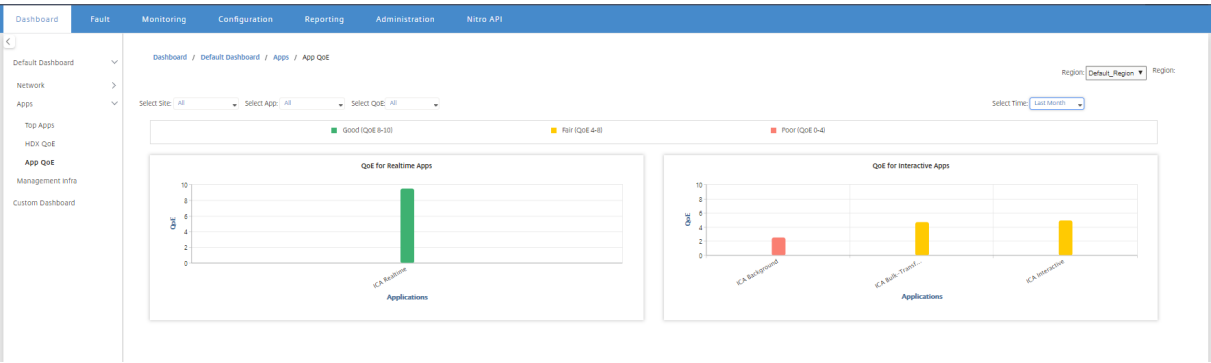 Dashboard Fault Monitoring Configuration Reporting Administration Nitro API
Dashboard / Default Dashboard / Apps / App QoE
Default Dashboard
Network
Apps
Top Apps
HDX QoE
App QoE
Management Infra
Custom Dashboard
Region: Default_Region Region:
Select Site: All Select App: All Select QoE: All Select Time: Last Month
Good (QoE 8-10) Fair (QoE 4-8) Poor (QoE 0-4)
QoE for Realtime Apps
10
8
6
4
2
0
QoE
ICA Realtime
Applications
QoE for Interactive Apps
10
8
6
4
2
0
QoE
ICA Background
ICA Bulk-Transf...
ICA Interactive
Applications